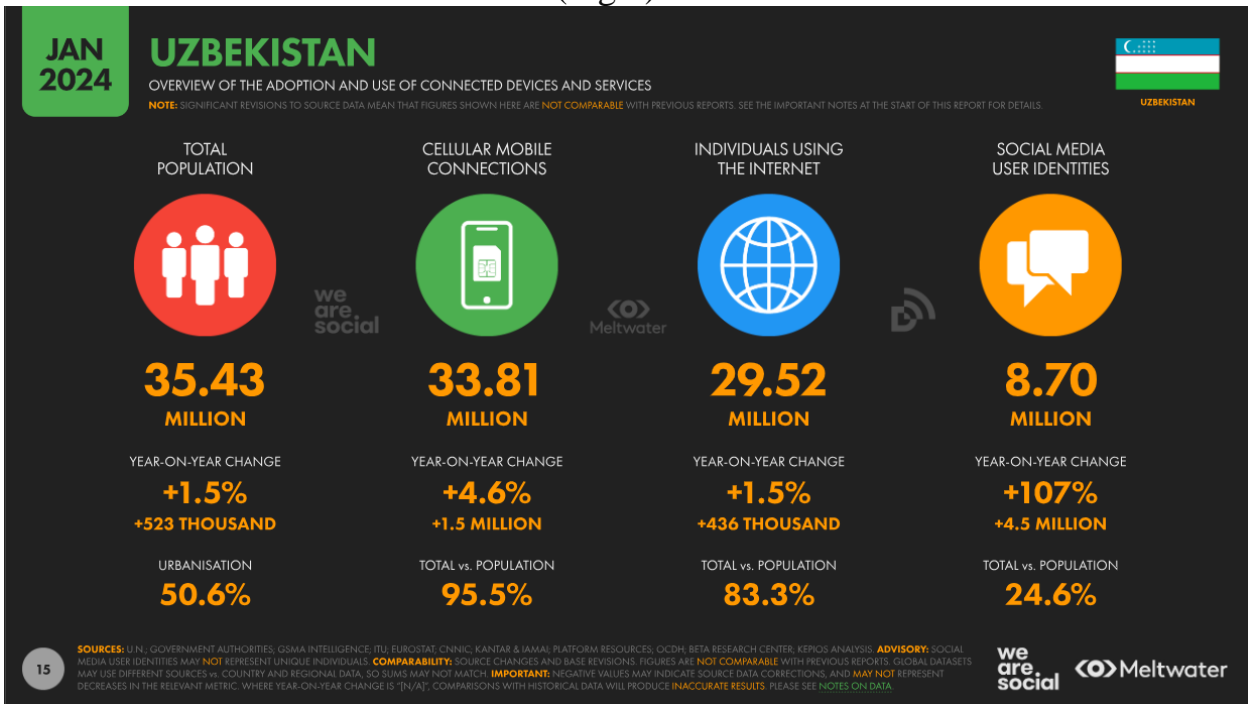 JAN
2024
UZBEKISTAN
OVERVIEW OF THE ADOPTION AND USE OF CONNECTED DEVICES AND SERVICES
NOTE: SIGNIFICANT REVISIONS TO SOURCE DATA MEAN THAT FIGURES SHOWN HERE ARE NOT COMPARABLE WITH PREVIOUS REPORTS. SEE THE IMPORTANT NOTES AT THE START OF THIS REPORT FOR DETAILS.
UZBEKISTAN
TOTAL
POPULATION
35.43
MILLION
YEAR-ON-YEAR CHANGE
+1.5%
+523 THOUSAND
URBANISATION
50.6%
we
are.
social
CELLULAR MOBILE
CONNECTIONS
33.81
MILLION
YEAR-ON-YEAR CHANGE
+4.6%
+1.5 MILLION
TOTAL vs. POPULATION
95.5%
Meltwater
INDIVIDUALS USING
THE INTERNET
29.52
MILLION
YEAR-ON-YEAR CHANGE
+1.5%
+436 THOUSAND
TOTAL vs. POPULATION
83.3%
SOCIAL MEDIA
USER IDENTITIES
8.70
MILLION
YEAR-ON-YEAR CHANGE
+107%
+4.5 MILLION
TOTAL vs. POPULATION
24.6%
15
SOURCES: U.N.; GOVERNMENT AUTHORITIES; GSMA INTELLIGENCE; ITU; EUROSTAT; CNNIC; KANTAR & IAMAI; PLATFORM RESOURCES; OCDH; BETA RESEARCH CENTER; KEPIOS ANALYSIS. ADVISORY: SOCIAL
MEDIA USER IDENTITIES MAY NOT REPRESENT UNIQUE INDIVIDUALS. COMPARABILITY: SOURCE CHANGES AND BASE REVISIONS. FIGURES ARE NOT COMPARABLE WITH PREVIOUS REPORTS. GLOBAL DATASETS
MAY USE DIFFERENT SOURCES vs. COUNTRY AND REGIONAL DATA, SO SUMS MAY NOT MATCH. IMPORTANT: NEGATIVE VALUES MAY INDICATE SOURCE DATA CORRECTIONS, AND MAY NOT REPRESENT
DECREASES IN THE RELEVANT METRIC. WHERE YEAR-ON-YEAR CHANGE IS "[N/A]", COMPARISONS WITH HISTORICAL DATA WILL PRODUCE INACCURATE RESULTS. PLEASE SEE NOTES ON DATA.
we
are.
social
Meltwater